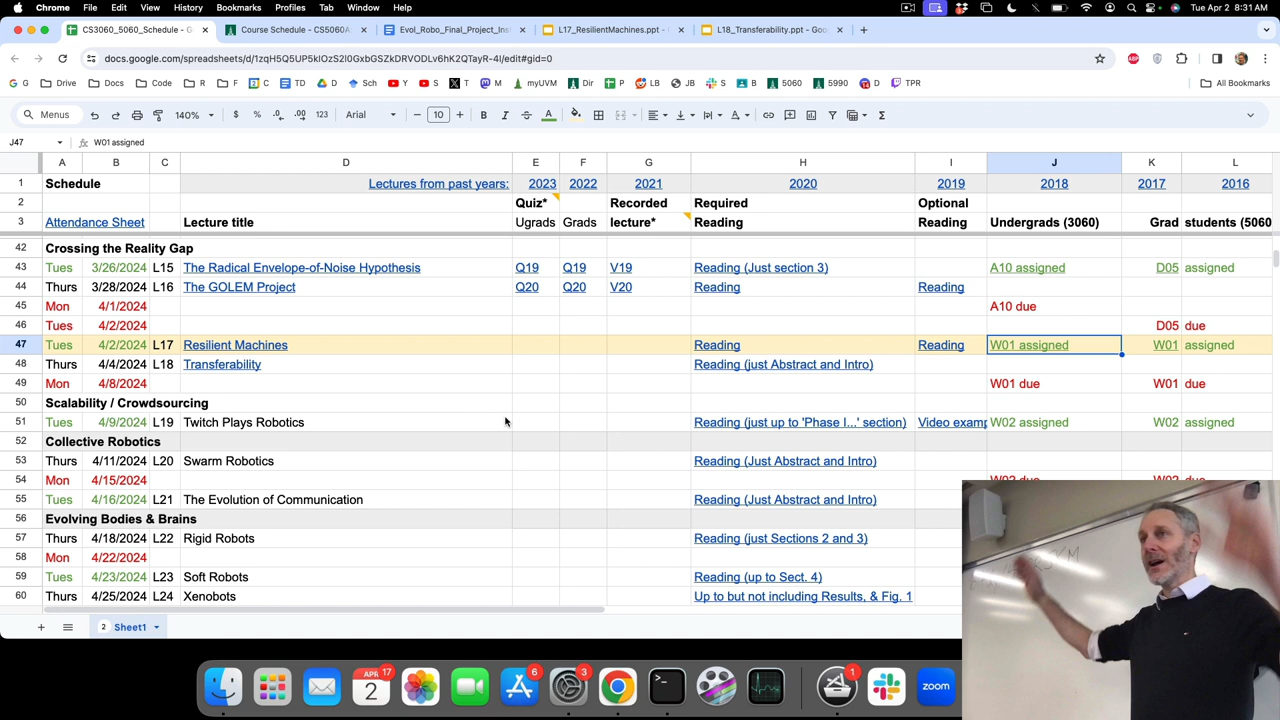 Chrome File Edit View History Bookmarks Profiles Tab Window Help Tue Apr 2 8:31 AM
CS3060_5060_Schedule - G Course Schedule - CS5060A Evol_Robo_Final_Project_Ins L17_ResilientMachines.ppt - L18_Transferability.ppt - Goo
docs.google.com/spreadsheets/d/1zqH5Q5UP5kIOzS2l0GxbGSZkDRVODLv6hK2QTayR-4I/edit#gid=0
G Drive Docs Code R F C TD D Sch Y S T M myUVM Dir P LB JB S 5060 5990 D TPR All Bookmarks
Menus 140% $ % .0 .00 123 Arial 10 B I A
J47 fx W01 assigned
A B C D E F G H I J K L
1 Schedule Lectures from past years: 2023 2022 2021 2020 2019 2018 2017 2016
2 Quiz* Recorded Required Optional
3 Attendance Sheet Lecture title Ugrads Grads lecture* Reading Reading Undergrads (3060) Grad students (5060
42 Crossing the Reality Gap
43 Tues 3/26/2024 L15 The Radical Envelope-of-Noise Hypothesis Q19 Q19 V19 Reading (Just section 3) A10 assigned D05 assigned
44 Thurs 3/28/2024 L16 The GOLEM Project Q20 Q20 V20 Reading Reading
45 Mon 4/1/2024 A10 due
46 Tues 4/2/2024 D05 due
47 Tues 4/2/2024 L17 Resilient Machines Reading Reading W01 assigned W01 assigned
48 Thurs 4/4/2024 L18 Transferability Reading (just Abstract and Intro)
49 Mon 4/8/2024 W01 due W01 due
50 Scalability / Crowdsourcing
51 Tues 4/9/2024 L19 Twitch Plays Robotics Reading (just up to 'Phase I...' section) Video examp W02 assigned W02 assigned
52 Collective Robotics
53 Thurs 4/11/2024 L20 Swarm Robotics Reading (Just Abstract and Intro)
54 Mon 4/15/2024 W02 due W02 due
55 Tues 4/16/2024 L21 The Evolution of Communication Reading (Just Abstract and Intro)
56 Evolving Bodies & Brains
57 Thurs 4/18/2024 L22 Rigid Robots Reading (just Sections 2 and 3)
58 Mon 4/22/2024
59 Tues 4/23/2024 L23 Soft Robots Reading (up to Sect. 4)
60 Thurs 4/25/2024 L24 Xenobots Up to but not including Results, & Fig. 1
+ 2 Sheet1
APR 17 2 6 3 1 zoom